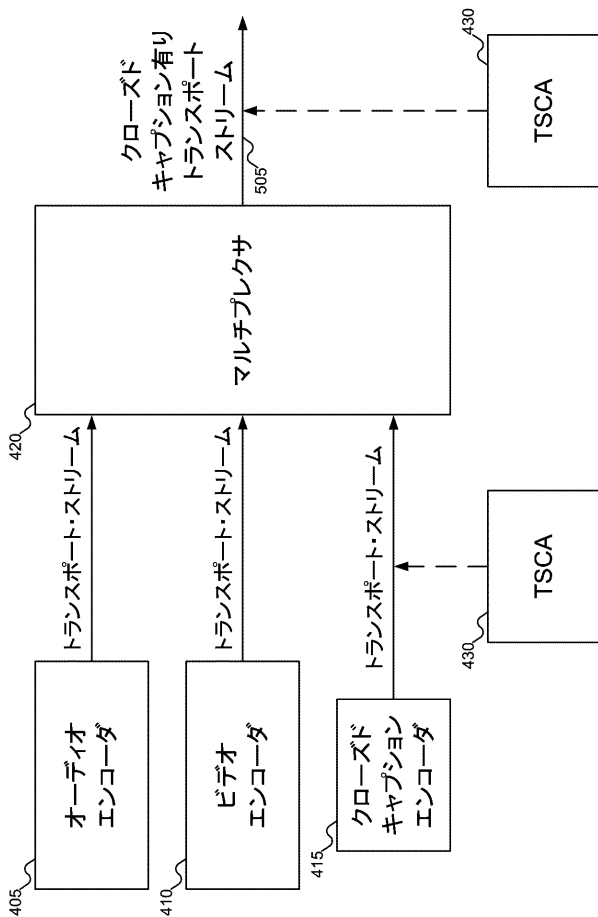 405
オーディオ
エンコーダ
トランスポート・ストリーム
410
ビデオ
エンコーダ
トランスポート・ストリーム
415
クローズド
キャプション
エンコーダ
トランスポート・ストリーム
430
TSCA
420
マルチプレクサ
クローズド
キャプション有り
トランスポート
ストリーム
505
430
TSCA